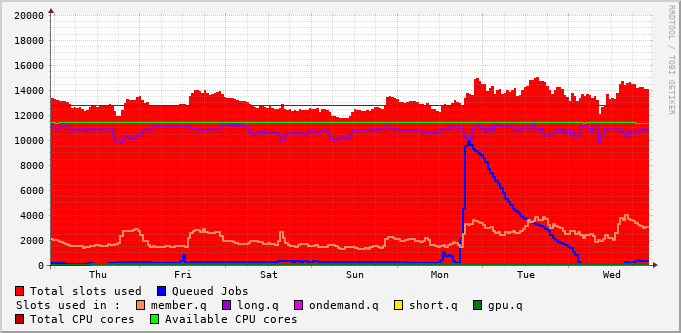 RRDTOOL / TOBI OETIKER
20000
18000
16000
14000
12000
10000
8000
6000
4000
2000
0
Thu Fri Sat Sun Mon Tue Wed
Total slots used Queued Jobs
Slots used in : member.q long.q ondemand.q short.q gpu.q
Total CPU cores Available CPU cores